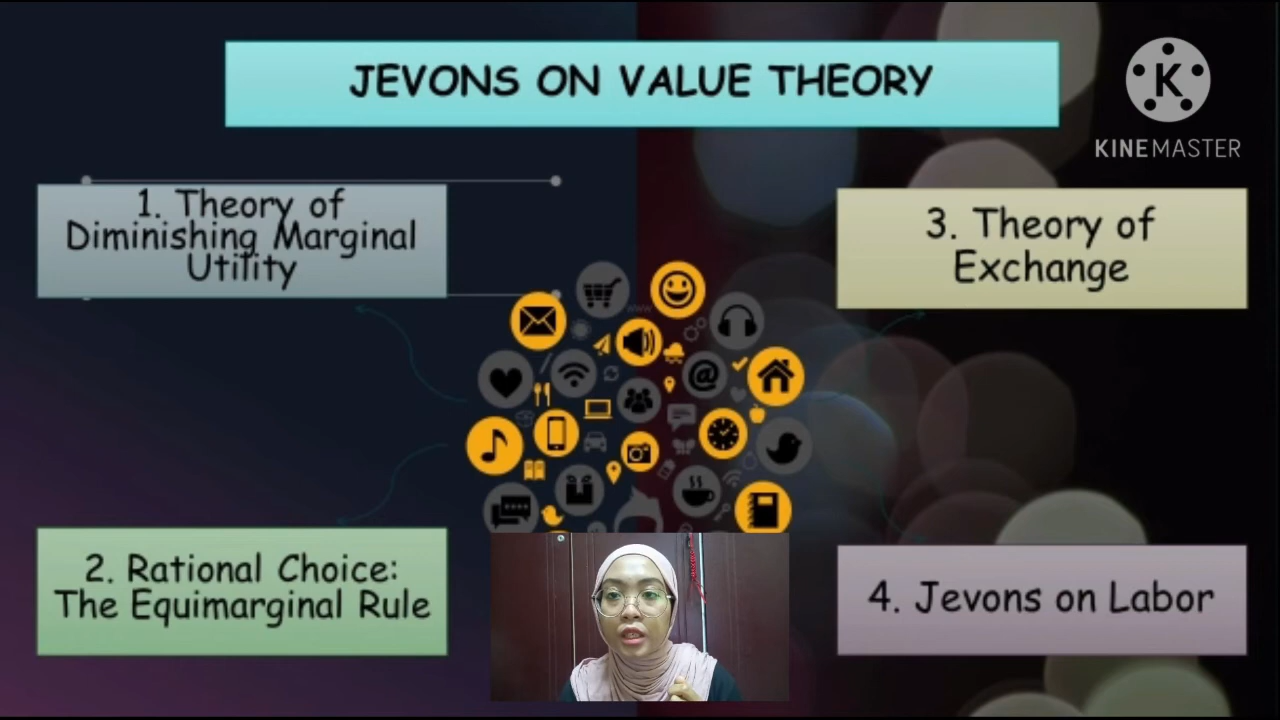 JEVONS ON VALUE THEORY
KINEMASTER
1. Theory of
Diminishing Marginal
Utility
3. Theory of
Exchange
2. Rational Choice:
The Equimarginal Rule
4. Jevons on Labor